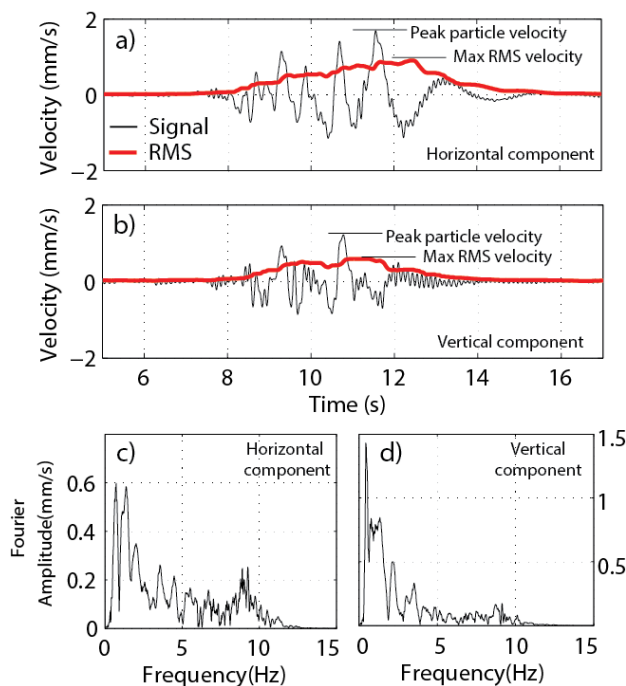 a)
Velocity (mm/s)
2
0
−2
Peak particle velocity
Max RMS velocity
Signal
RMS
Horizontal component
b)
Velocity (mm/s)
2
0
−2
Peak particle velocity
Max RMS velocity
Vertical component
6 8 10 12 14 16
Time (s)
c)
Horizontal
component
Fourier
Amplitude(mm/s)
0.6
0.4
0.2
0
0 5 10 15
Frequency(Hz)
d)
Vertical
component
1.5
1
0.5
0 5 10 15
Frequency(Hz)